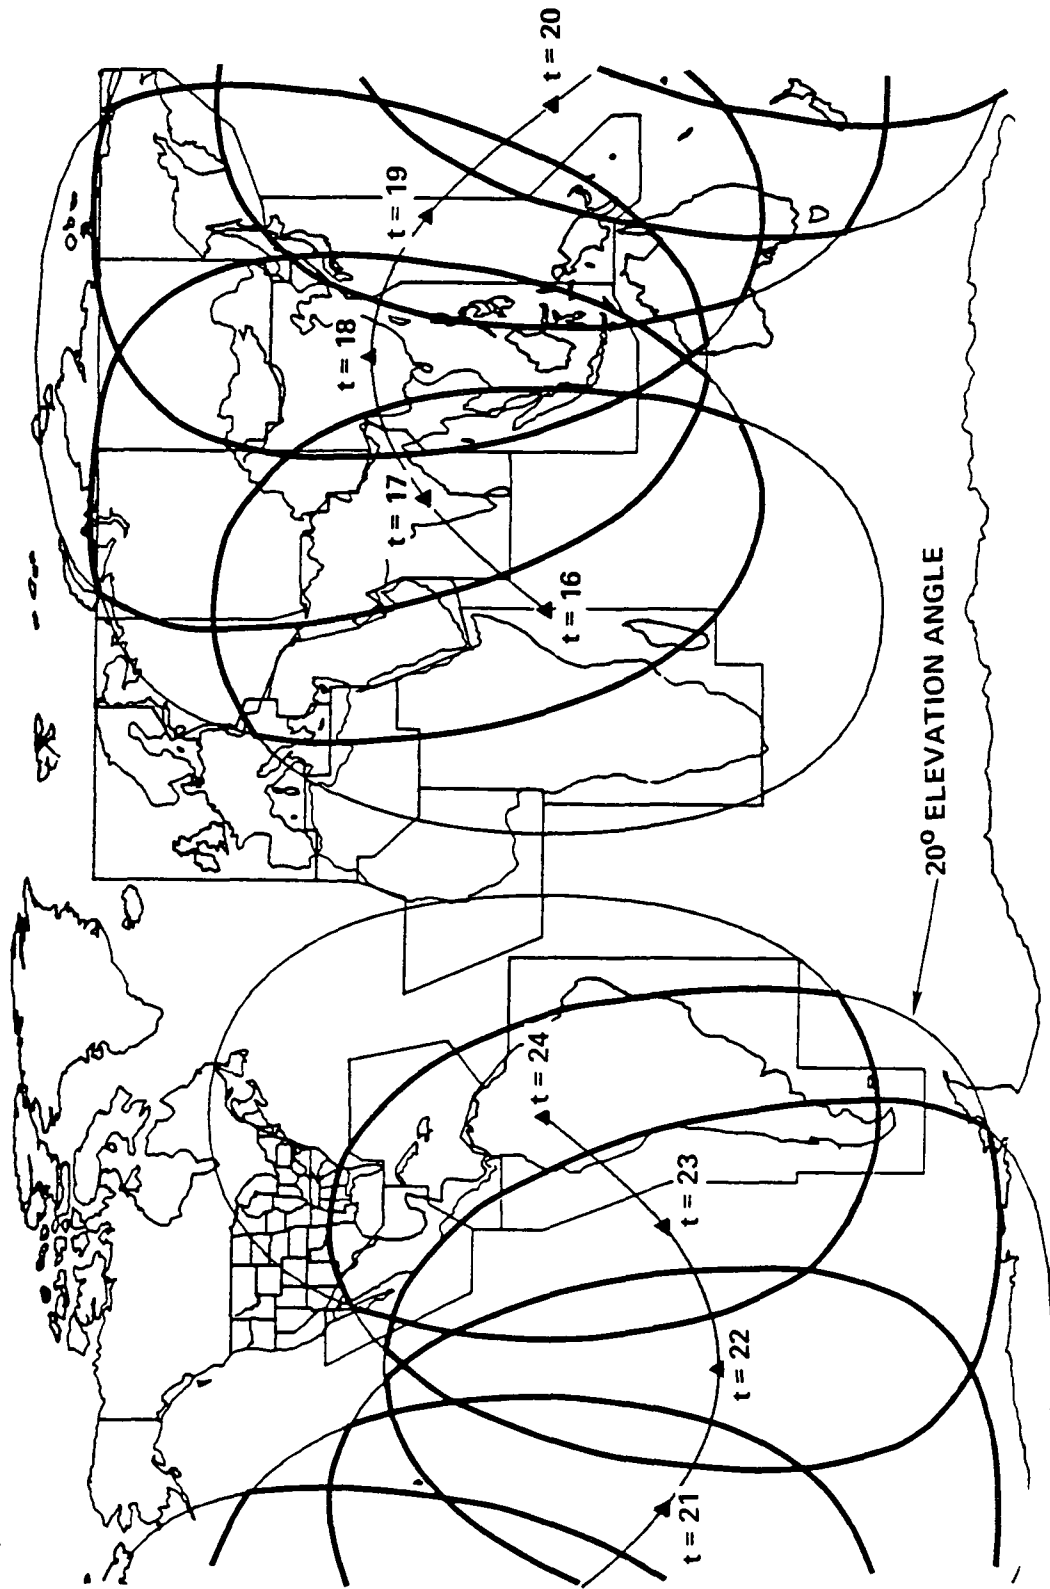 t = 16
t = 17
t = 18
t = 19
t = 20
t = 21
t = 22
t = 23
t = 24
20° ELEVATION ANGLE